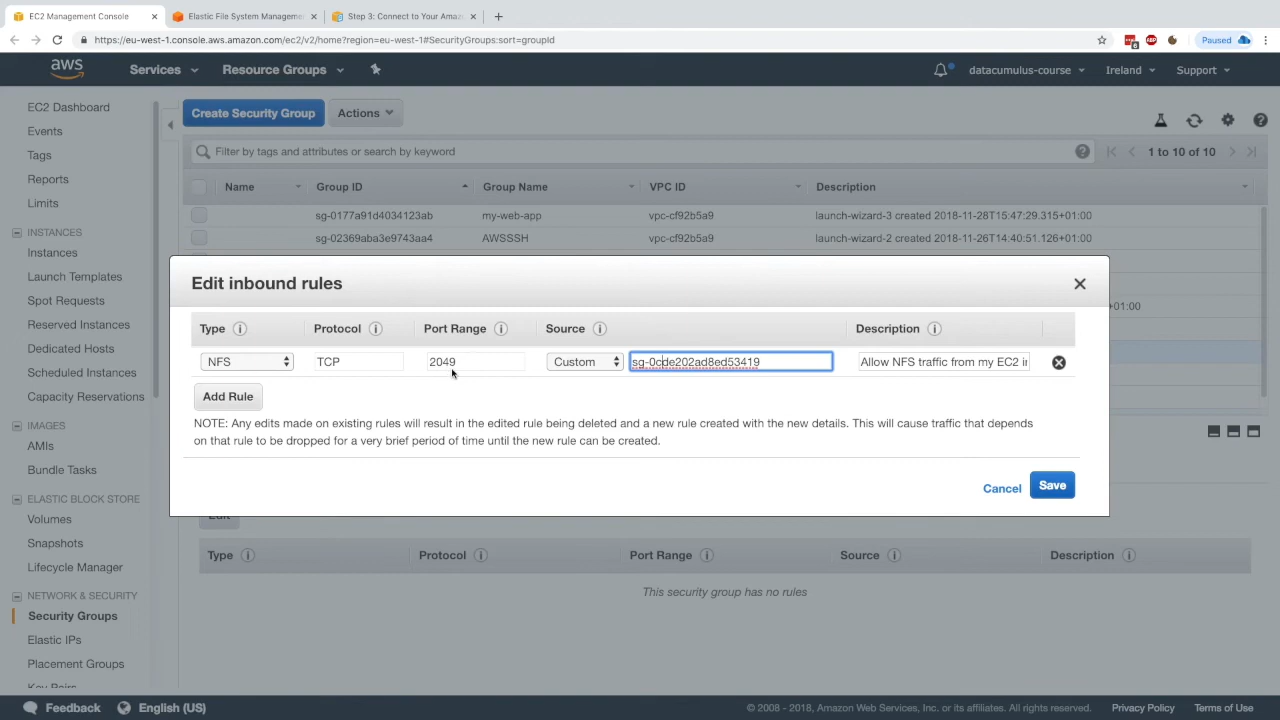 EC2 Management Console
Elastic File System Manageme
Step 3: Connect to Your Amaz
https://eu-west-1.console.aws.amazon.com/ec2/v2/home?region=eu-west-1#SecurityGroups:sort=groupId
Paused
aws
Services
Resource Groups
datacumulus-course
Ireland
Support
EC2 Dashboard
Events
Tags
Reports
Limits
INSTANCES
Instances
Launch Templates
Spot Requests
Reserved Instances
Dedicated Hosts
Scheduled Instances
Capacity Reservations
IMAGES
AMIs
Bundle Tasks
ELASTIC BLOCK STORE
Volumes
Snapshots
Lifecycle Manager
NETWORK & SECURITY
Security Groups
Elastic IPs
Placement Groups
Key Pairs
Create Security Group
Actions
Filter by tags and attributes or search by keyword
1 to 10 of 10
Name
Group ID
Group Name
VPC ID
Description
sg-0177a91d4034123ab
my-web-app
vpc-cf92b5a9
launch-wizard-3 created 2018-11-28T15:47:29.315+01:00
sg-02369aba3e9743aa4
AWSSSH
vpc-cf92b5a9
launch-wizard-2 created 2018-11-26T14:40:51.126+01:00
+01:00
Edit inbound rules
Type
Protocol
Port Range
Source
Description
NFS
TCP
2049
Custom
sg-0cde202ad8ed53419
Allow NFS traffic from my EC2 i
Add Rule
NOTE: Any edits made on existing rules will result in the edited rule being deleted and a new rule created with the new details. This will cause traffic that depends
on that rule to be dropped for a very brief period of time until the new rule can be created.
Cancel
Save
Edit
Type
Protocol
Port Range
Source
Description
This security group has no rules
Feedback
English (US)
© 2008 - 2018, Amazon Web Services, Inc. or its affiliates. All rights reserved.
Privacy Policy
Terms of Use